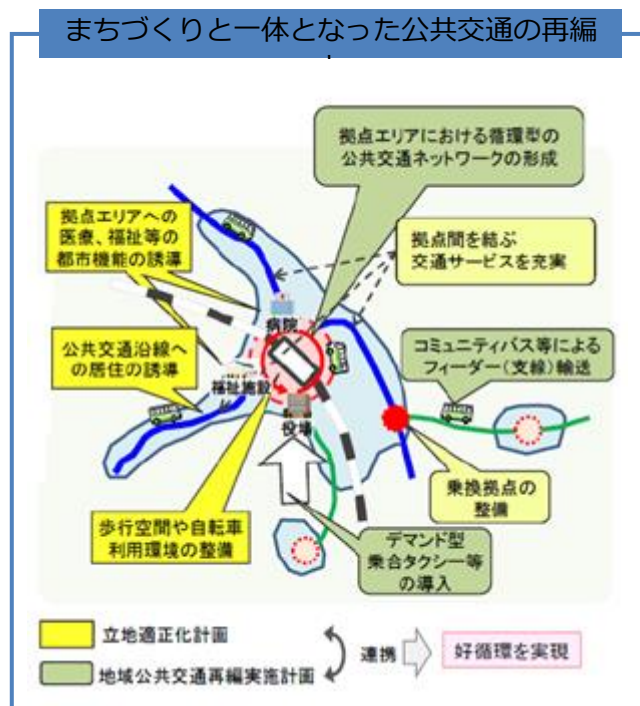 まちづくりと一体となった公共交通の再編
拠点エリアにおける循環型の
公共交通ネットワークの形成
拠点エリアへの
医療、福祉等の
都市機能の誘導
拠点間を結ぶ
交通サービスを充実
病院
公共交通沿線へ
の居住の誘導
福祉施設
コミュニティバス等による
フィーダー(支線)輸送
役場
乗換拠点の
整備
歩行空間や自転車
利用環境の整備
デマンド型
乗合タクシー等
の導入
立地適正化計画
地域公共交通再編実施計画
連携
好循環を実現